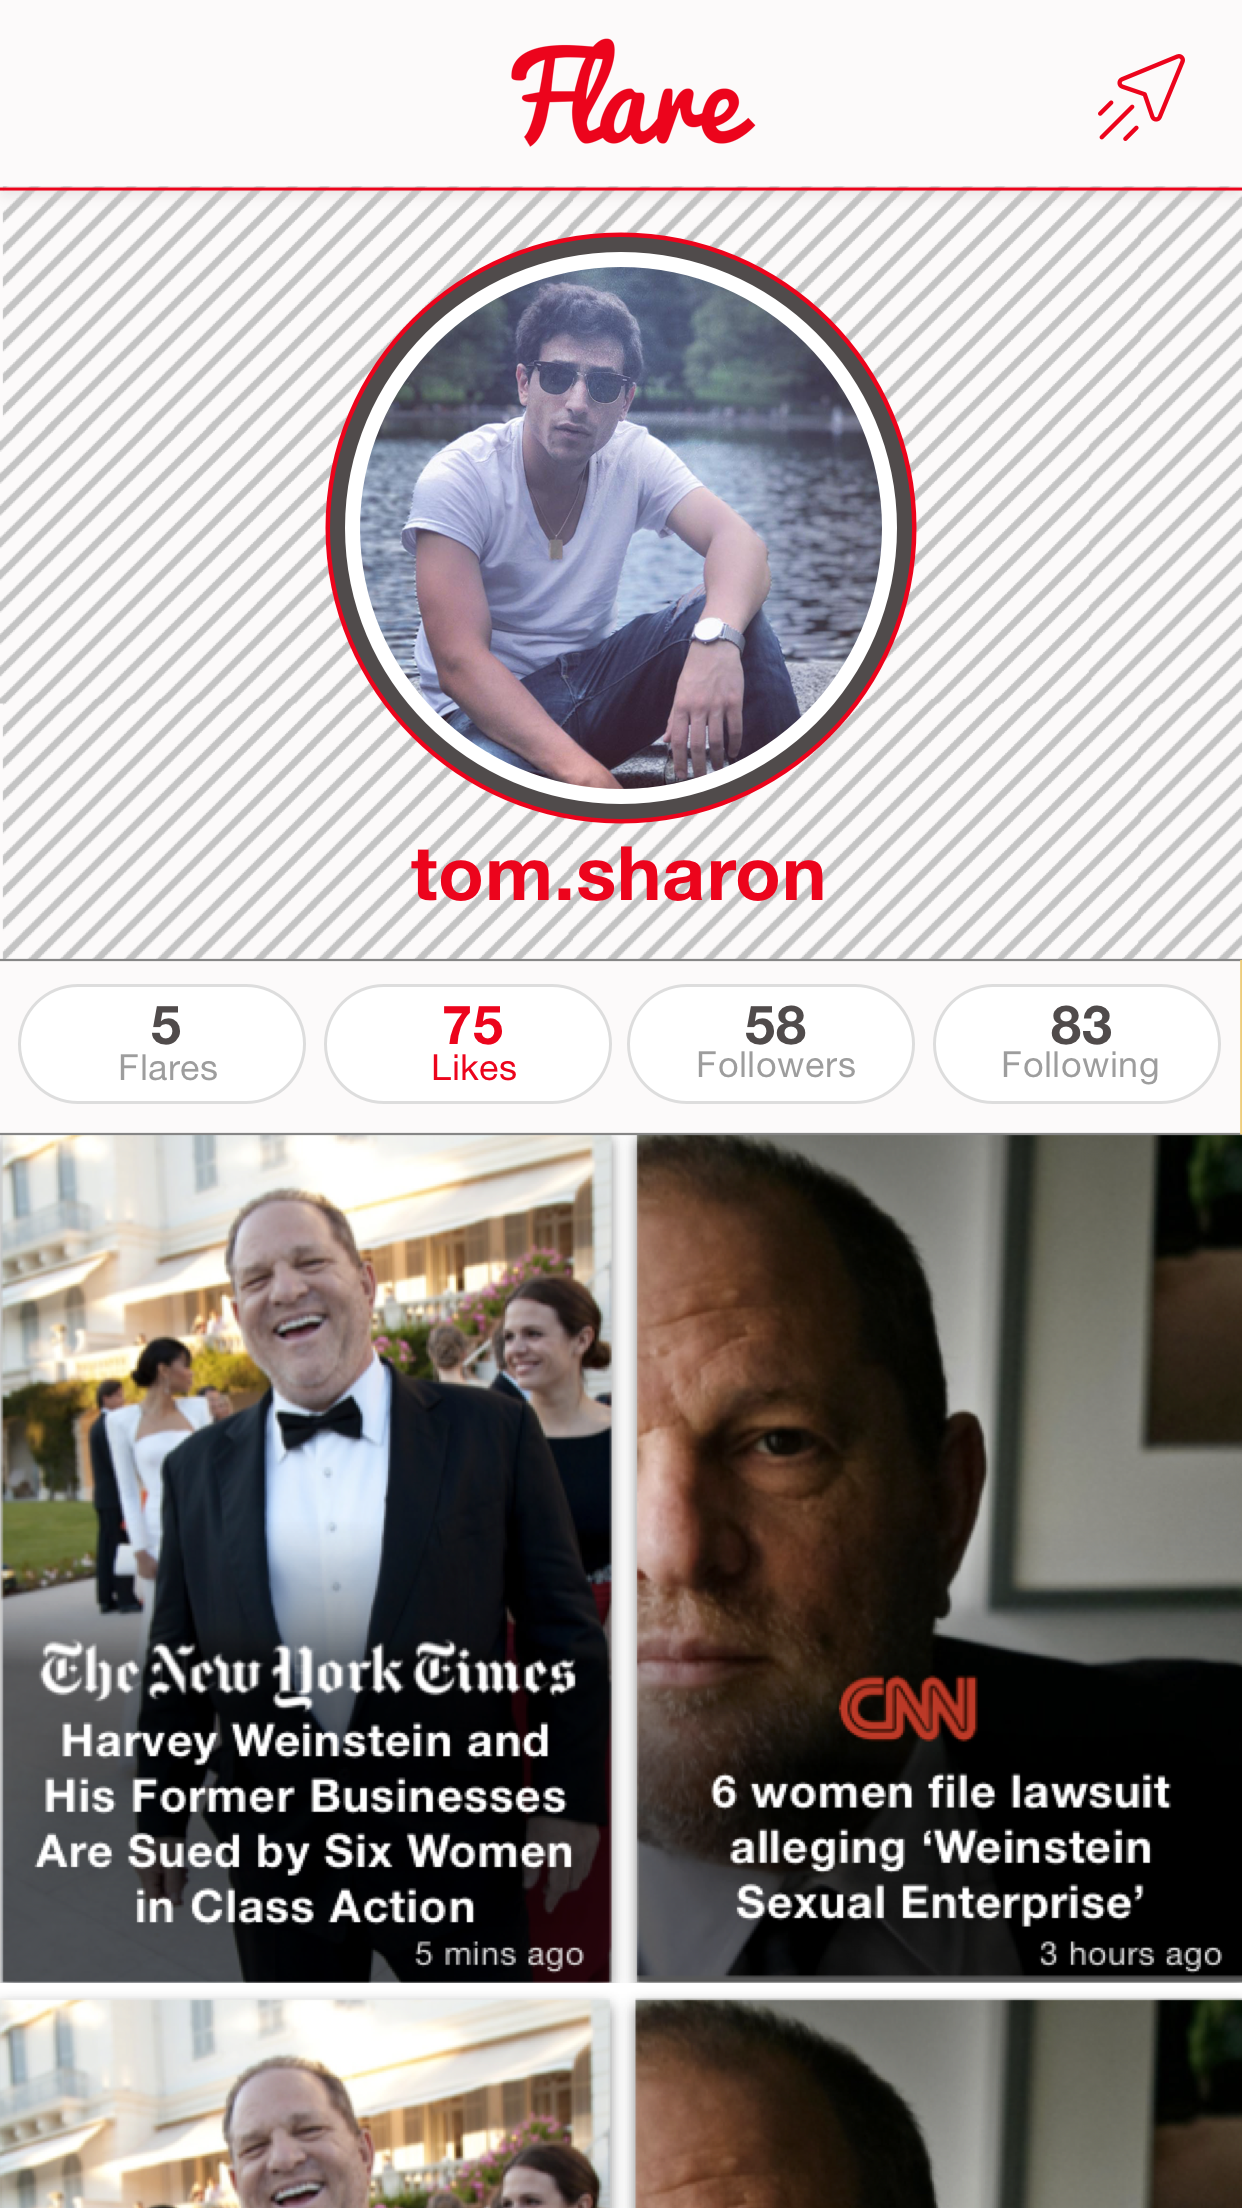 Flare
tom.sharon
5
Flares
75
Likes
58
Followers
83
Following
The New York Times
Harvey Weinstein and
His Former Businesses
Are Sued by Six Women
in Class Action
5 mins ago
CNN
6 women file lawsuit
alleging ‘Weinstein
Sexual Enterprise’
3 hours ago